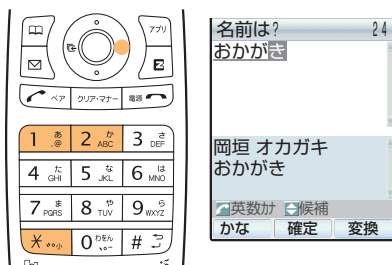 アプリ
ペア
クリア・マナー
電源
1 あ .@
2 か ABC
3 さ DEF
4 た GHI
5 な JKL
6 は MNO
7 ま PQRS
8 や TUV
9 ら WXYZ
0 わをん
#
名前は? 24
おかがき
岡垣 オカガキ
おかがき
英数カナ 候補
かな 確定 変換